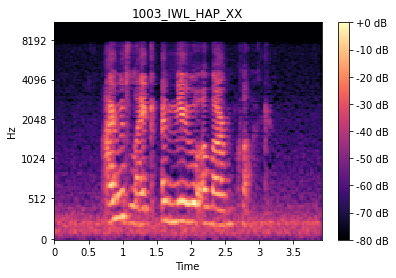 1003_IWL_HAP_XX
8192
4096
2048
1024
512
0
Hz
0 0.5 1 1.5 2 2.5 3 3.5
Time
+0 dB
-10 dB
-20 dB
-30 dB
-40 dB
-50 dB
-60 dB
-70 dB
-80 dB